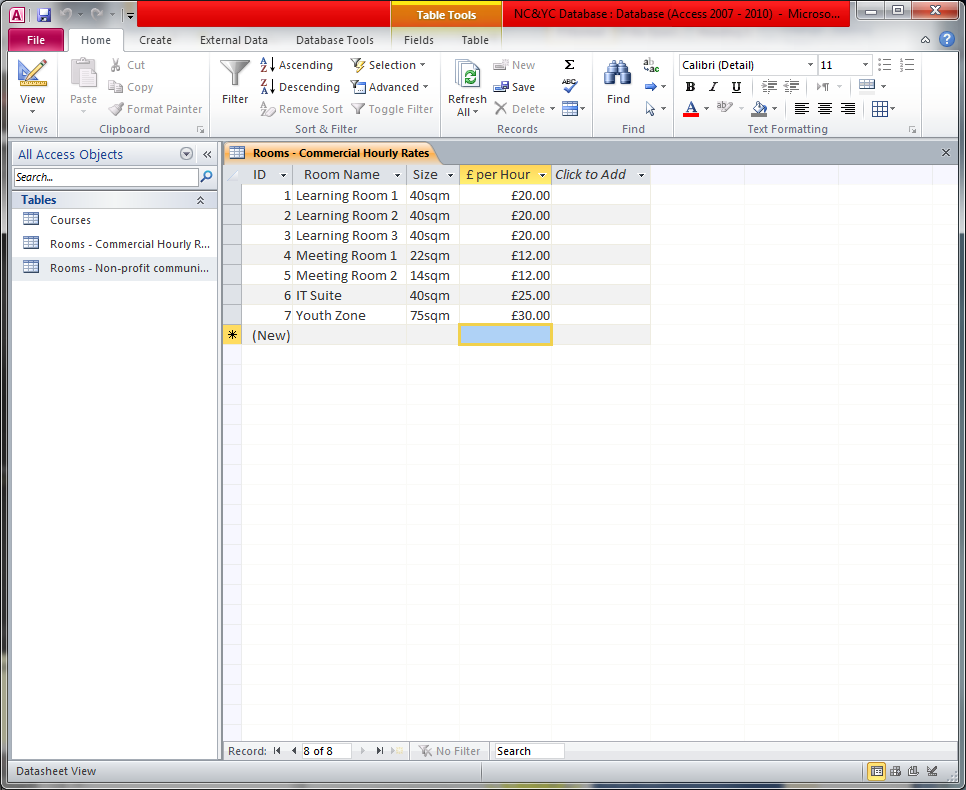 Table Tools
NC&YC Database : Database (Access 2007 - 2010) - Microso...
File Home Create External Data Database Tools Fields Table
View
Views
Paste
Cut
Copy
Format Painter
Clipboard
Filter
Ascending
Descending
Remove Sort
Selection
Advanced
Toggle Filter
Sort & Filter
Refresh All
New
Save
Delete
Records
Find
Find
Calibri (Detail) 11
B I U
Text Formatting
All Access Objects
Search...
Tables
Courses
Rooms - Commercial Hourly R...
Rooms - Non-profit communi...
Rooms - Commercial Hourly Rates
ID Room Name Size £ per Hour Click to Add
1 Learning Room 1 40sqm £20.00
2 Learning Room 2 40sqm £20.00
3 Learning Room 3 40sqm £20.00
4 Meeting Room 1 22sqm £12.00
5 Meeting Room 2 14sqm £12.00
6 IT Suite 40sqm £25.00
7 Youth Zone 75sqm £30.00
(New)
Record: 8 of 8 No Filter Search
Datasheet View